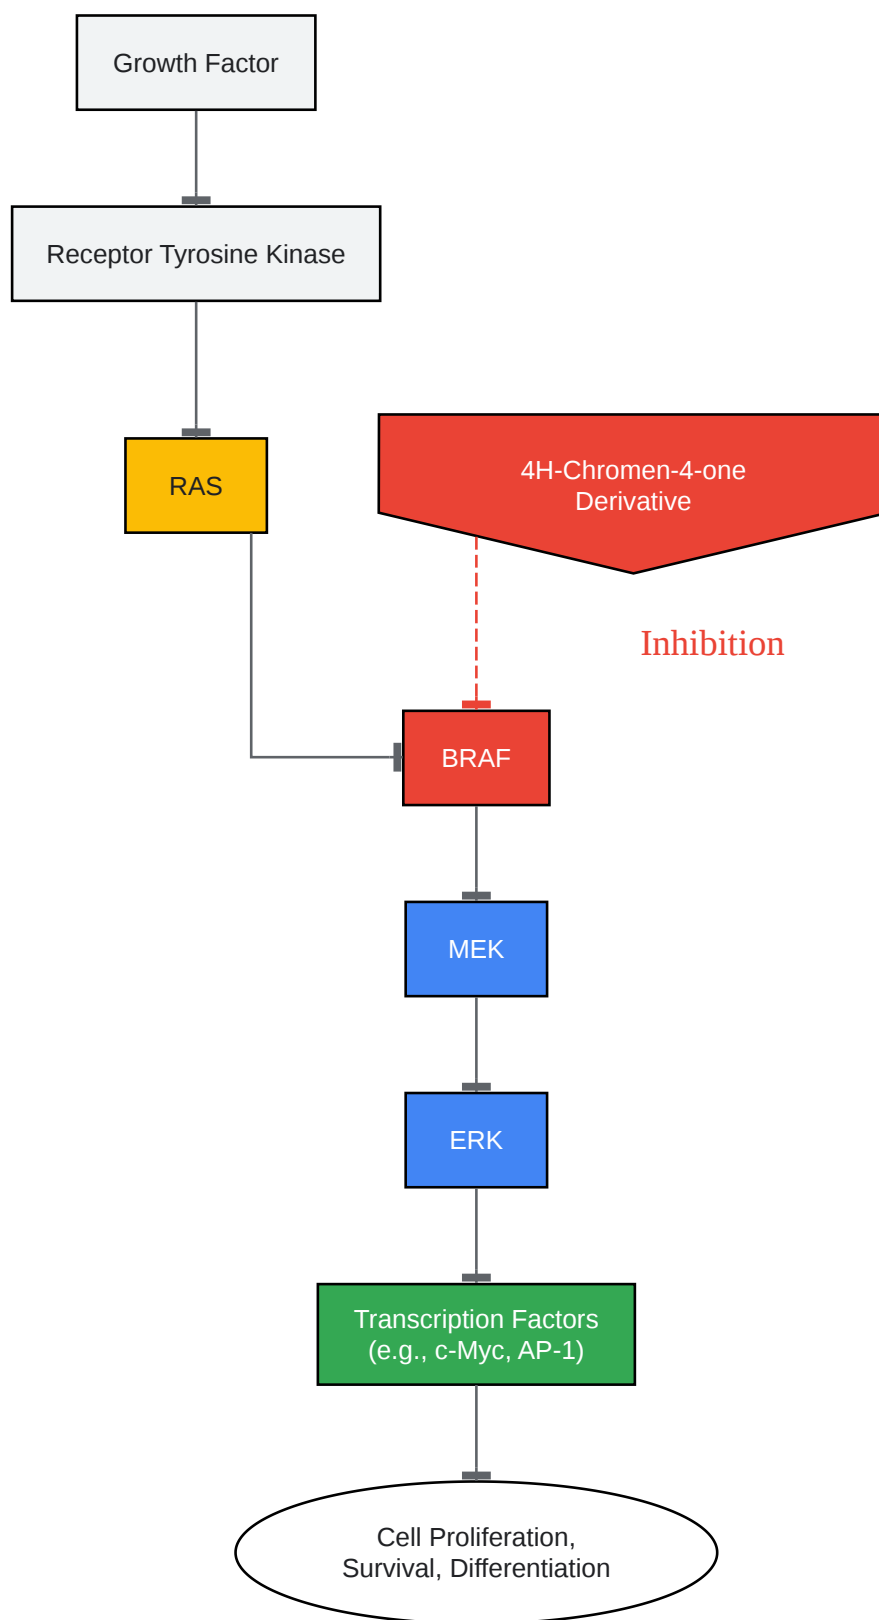 Growth Factor
Receptor Tyrosine Kinase
RAS
4H-Chromen-4-one
Derivative
Inhibition
BRAF
MEK
ERK
Transcription Factors
(e.g., c-Myc, AP-1)
Cell Proliferation,
Survival, Differentiation